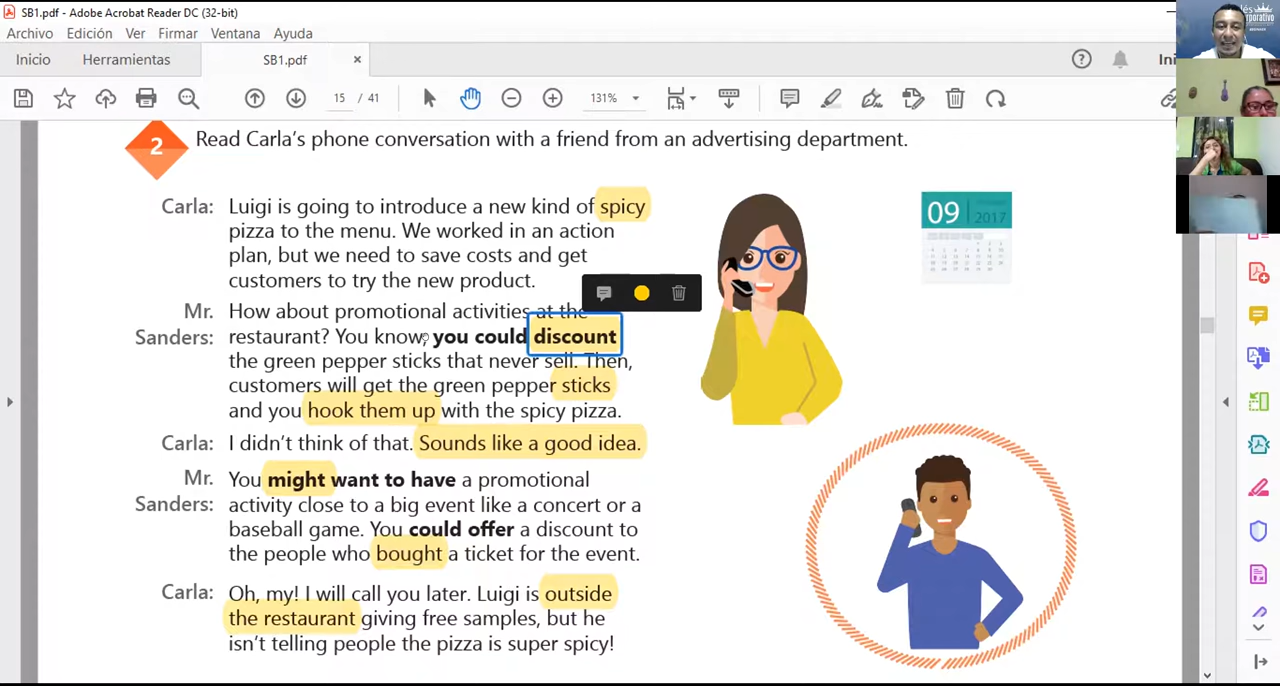 SB1.pdf - Adobe Acrobat Reader DC (32-bit)
Archivo Edición Ver Firmar Ventana Ayuda
Inicio Herramientas SB1.pdf × Ini
15 / 41 131%
2 Read Carla's phone conversation with a friend from an advertising department.
Carla: Luigi is going to introduce a new kind of spicy
pizza to the menu. We worked in an action
plan, but we need to save costs and get
customers to try the new product.
Mr. How about promotional activities at the
Sanders: restaurant? You know, you could discount
the green pepper sticks that never sell. Then,
customers will get the green pepper sticks
and you hook them up with the spicy pizza.
Carla: I didn't think of that. Sounds like a good idea.
Mr. You might want to have a promotional
Sanders: activity close to a big event like a concert or a
baseball game. You could offer a discount to
the people who bought a ticket for the event.
Carla: Oh, my! I will call you later. Luigi is outside
the restaurant giving free samples, but he
isn't telling people the pizza is super spicy!
09 2017
corporativo